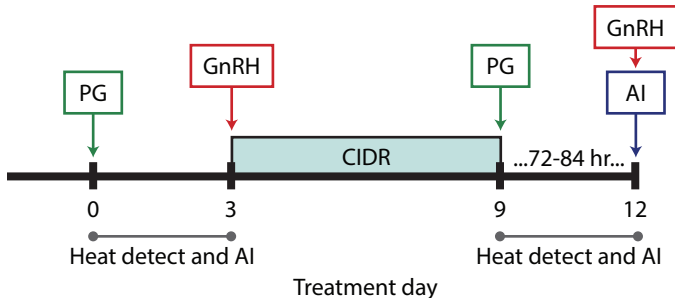 GnRH
PG
GnRH
PG
AI
CIDR
...72-84 hr...
0
3
9
12
Heat detect and AI
Heat detect and AI
Treatment day